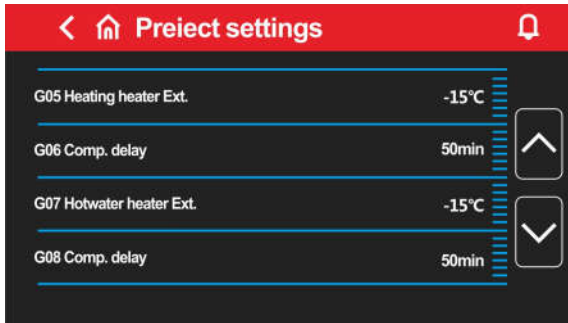 Preiect settings
G05 Heating heater Ext. -15℃
G06 Comp. delay 50min
G07 Hotwater heater Ext. -15℃
G08 Comp. delay 50min